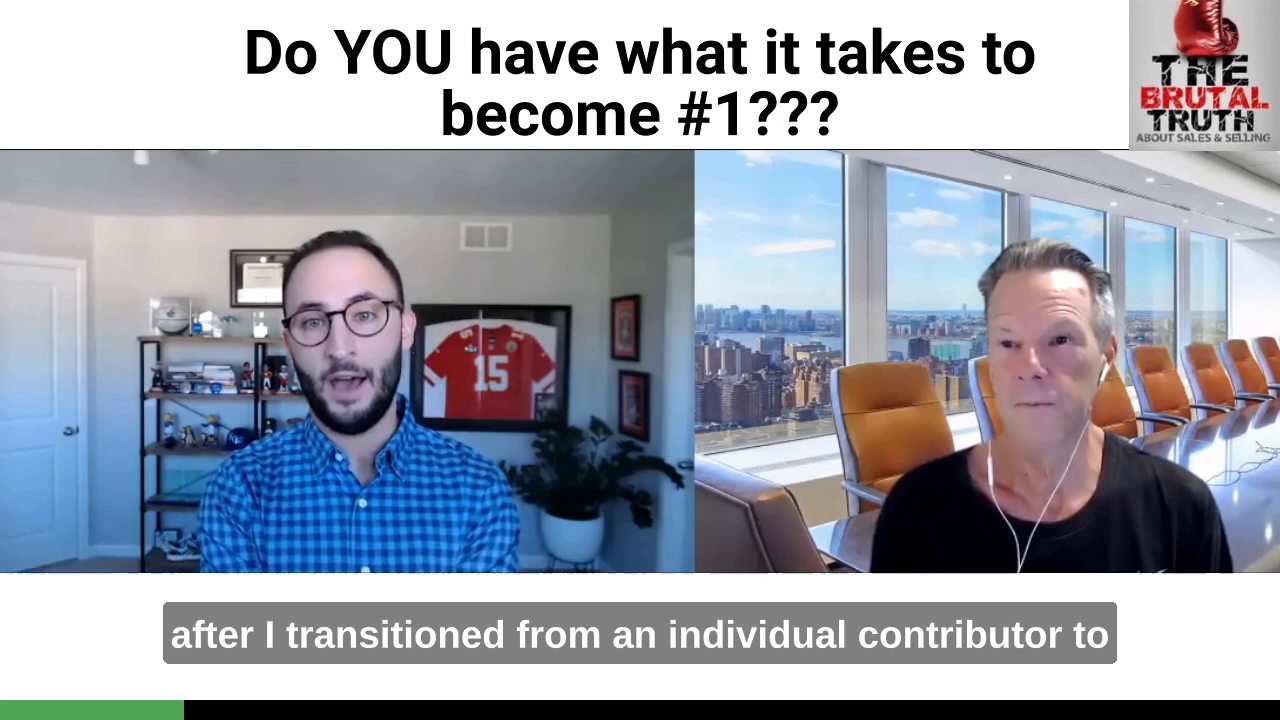 Do YOU have what it takes to
become #1???
THE
BRUTAL
TRUTH
ABOUT SALES & SELLING
15
after I transitioned from an individual contributor to